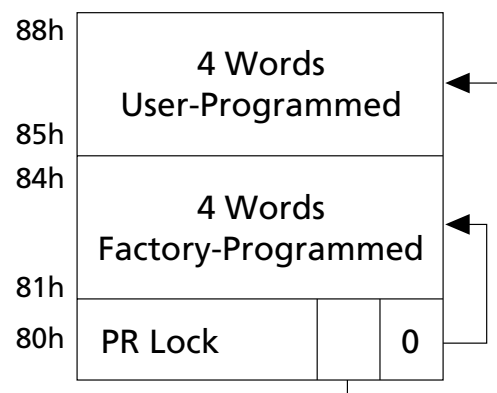 88h
4 Words
User-Programmed
85h
84h
4 Words
Factory-Programmed
81h
80h PR Lock 0